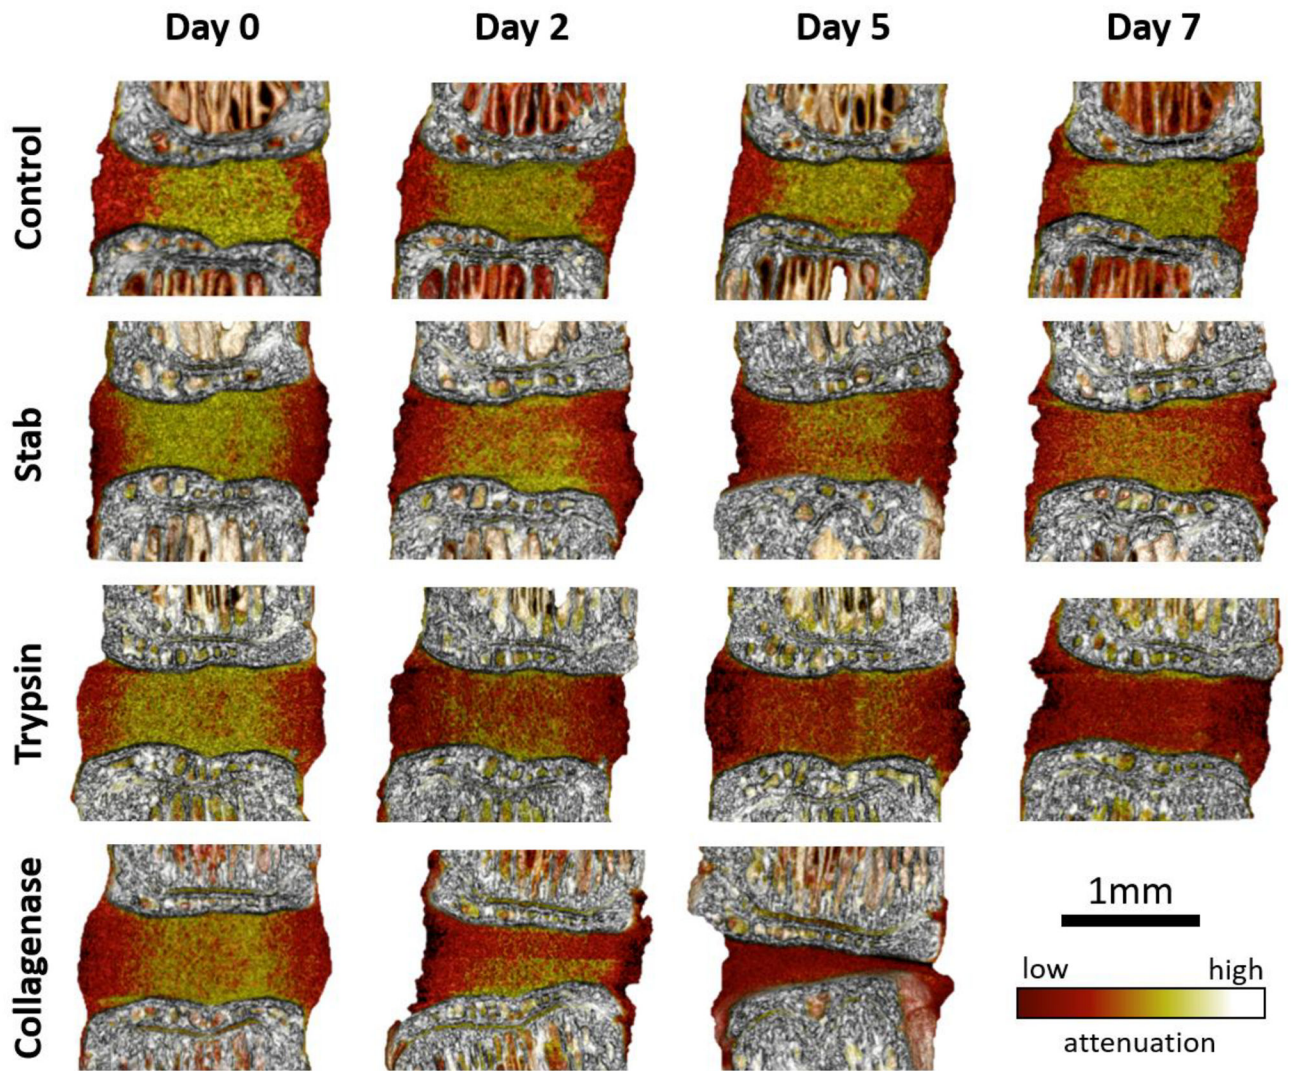 Day 0 Day 2 Day 5 Day 7
Control
Stab
Trypsin
Collagenase
1mm
low high
attenuation